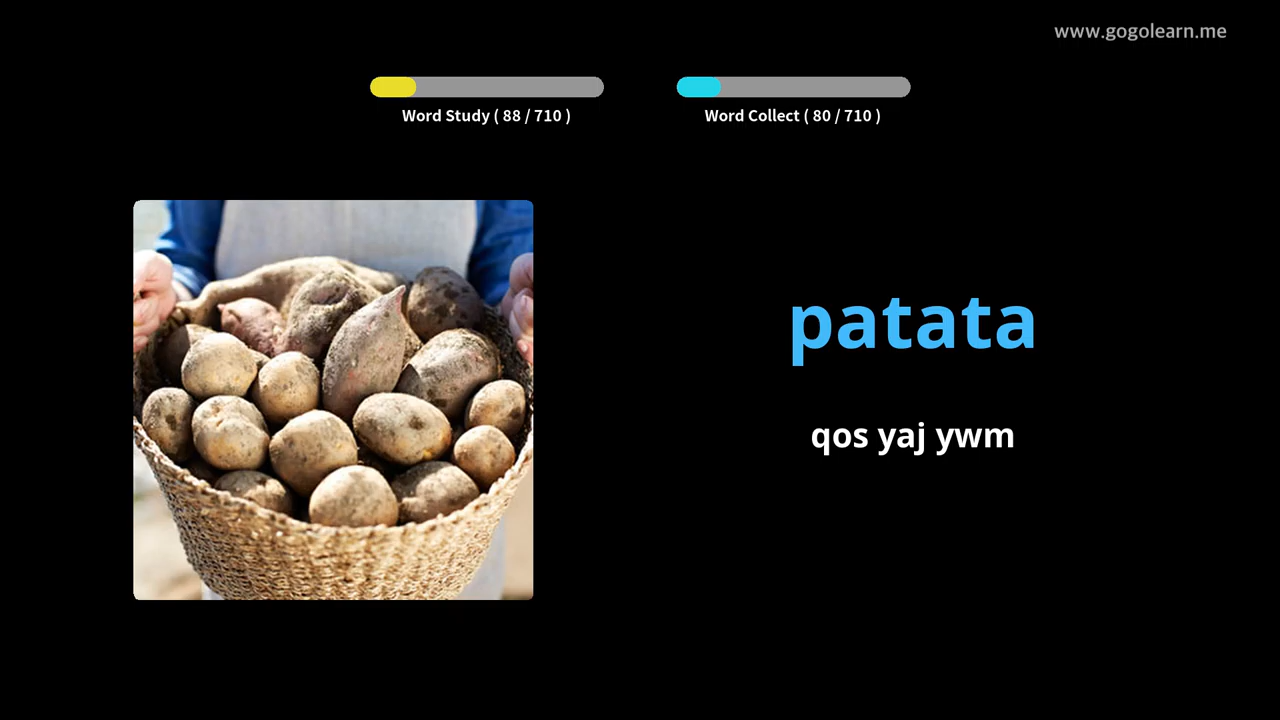 www.gogolearn.me
Word Study ( 88 / 710 )
Word Collect ( 80 / 710 )
patata
qos yaj ywm